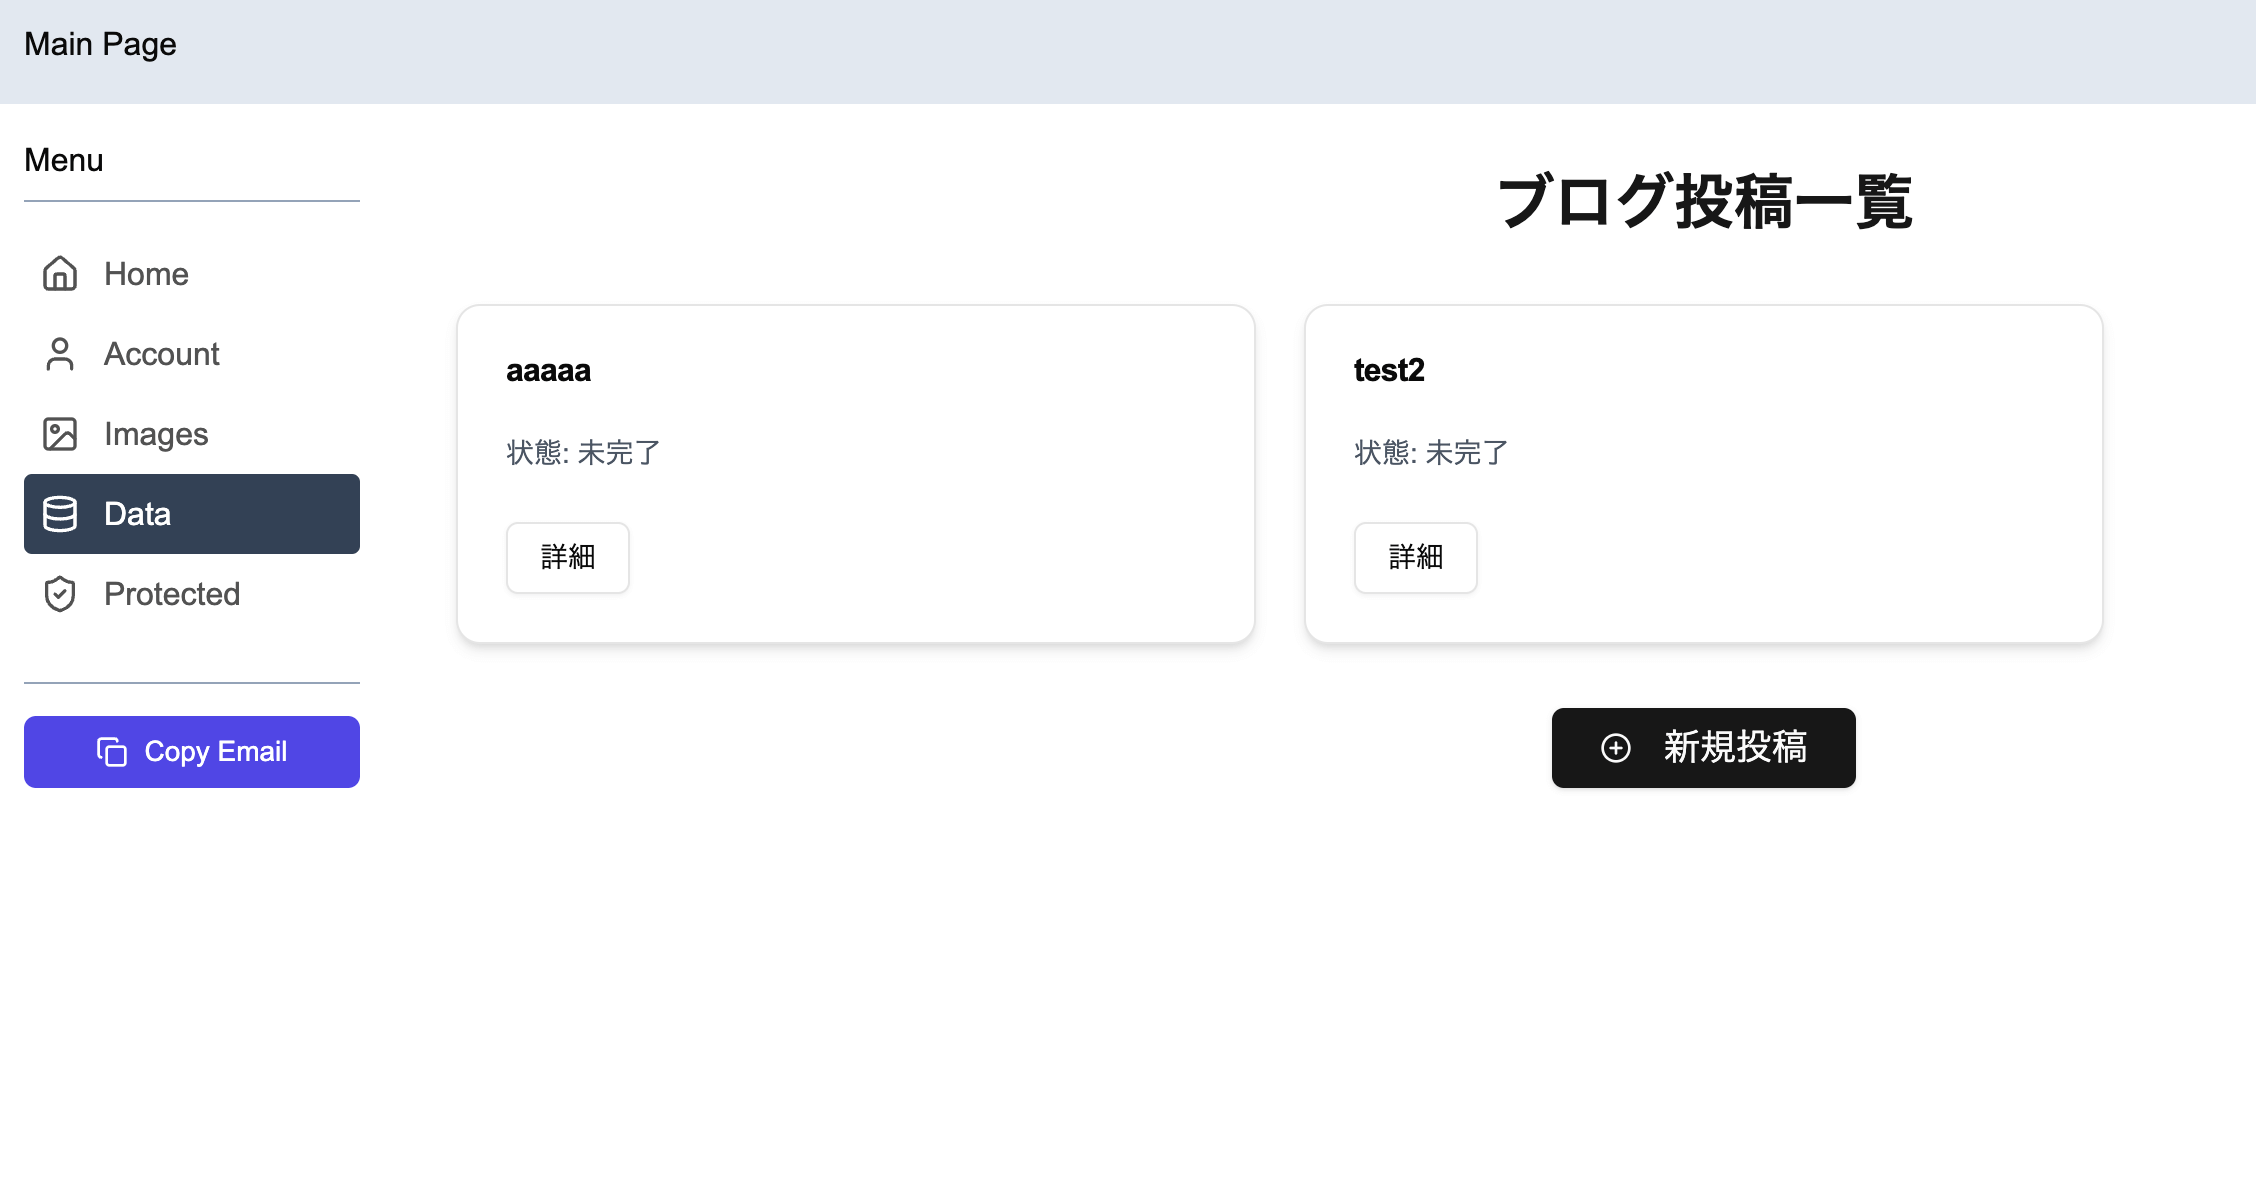 Main Page
Menu
Home
Account
Images
Data
Protected
Copy Email
ブログ投稿一覧
aaaaa
状態: 未完了
詳細
test2
状態: 未完了
詳細
新規投稿